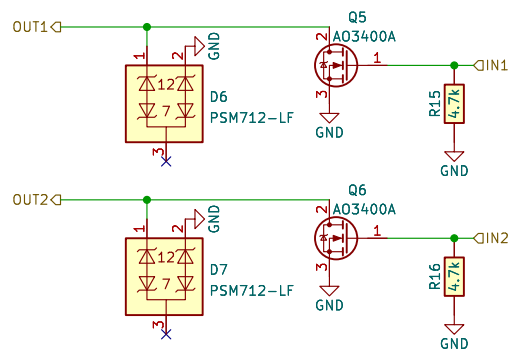 OUT1
1
2
GND
12
7
3
D6
PSM712-LF
Q5
AO3400A
2
1
3
GND
IN1
R15
4.7k
GND
OUT2
1
2
GND
12
7
3
D7
PSM712-LF
Q6
AO3400A
2
1
3
GND
IN2
R16
4.7k
GND